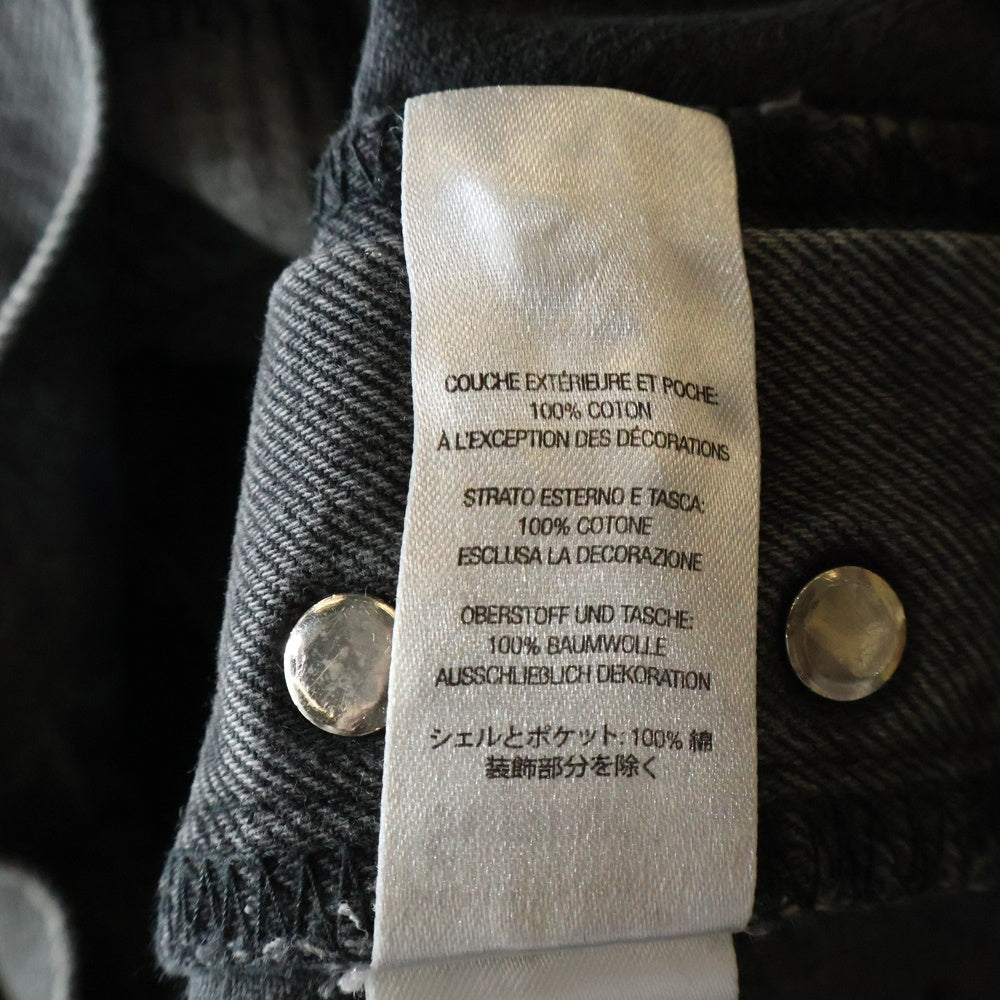 COUCHE EXTÉRIEURE ET POCHE:
100% COTON
À L'EXCEPTION DES DÉCORATIONS
STRATO ESTERNO E TASCA:
100% COTONE
ESCLUSA LA DECORAZIONE
OBERSTOFF UND TASCHE:
100% BAUMWOLLE
AUSSCHLIEßLICH DEKORATION
シェルとポケット: 100% 綿
装飾部分を除く